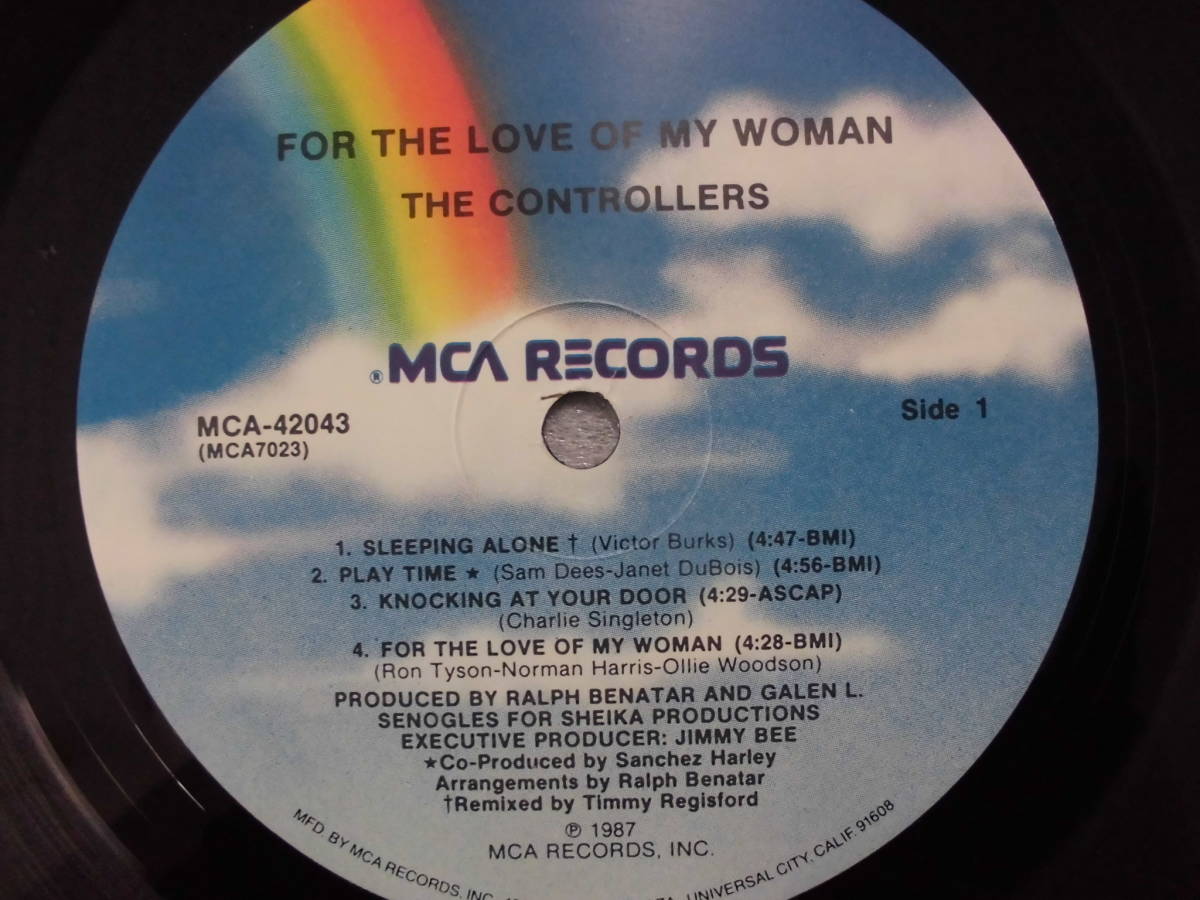 FOR THE LOVE OF MY WOMAN
THE CONTROLLERS
® MCA RECORDS
MCA-42043
(MCA7023)
Side 1
1. SLEEPING ALONE † (Victor Burks) (4:47-BMI)
2. PLAY TIME ★ (Sam Dees-Janet DuBois) (4:56-BMI)
3. KNOCKING AT YOUR DOOR (4:29-ASCAP)
(Charlie Singleton)
4. FOR THE LOVE OF MY WOMAN (4:28-BMI)
(Ron Tyson-Norman Harris-Ollie Woodson)
PRODUCED BY RALPH BENATAR AND GALEN L.
SENOGLES FOR SHEIKA PRODUCTIONS
EXECUTIVE PRODUCER: JIMMY BEE
★Co-Produced by Sanchez Harley
Arrangements by Ralph Benatar
†Remixed by Timmy Regisford
℗ 1987
MCA RECORDS, INC.
MFD BY MCA RECORDS, INC. UNIVERSAL CITY, CALIF. 91608